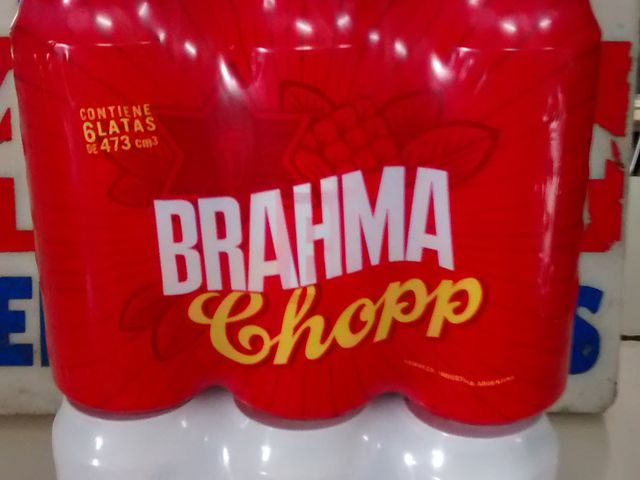 CONTIENE
6 LATAS
DE 473 cm3
BRAHMA
Chopp
CERVEZA. INDUSTRIA ARGENTINA